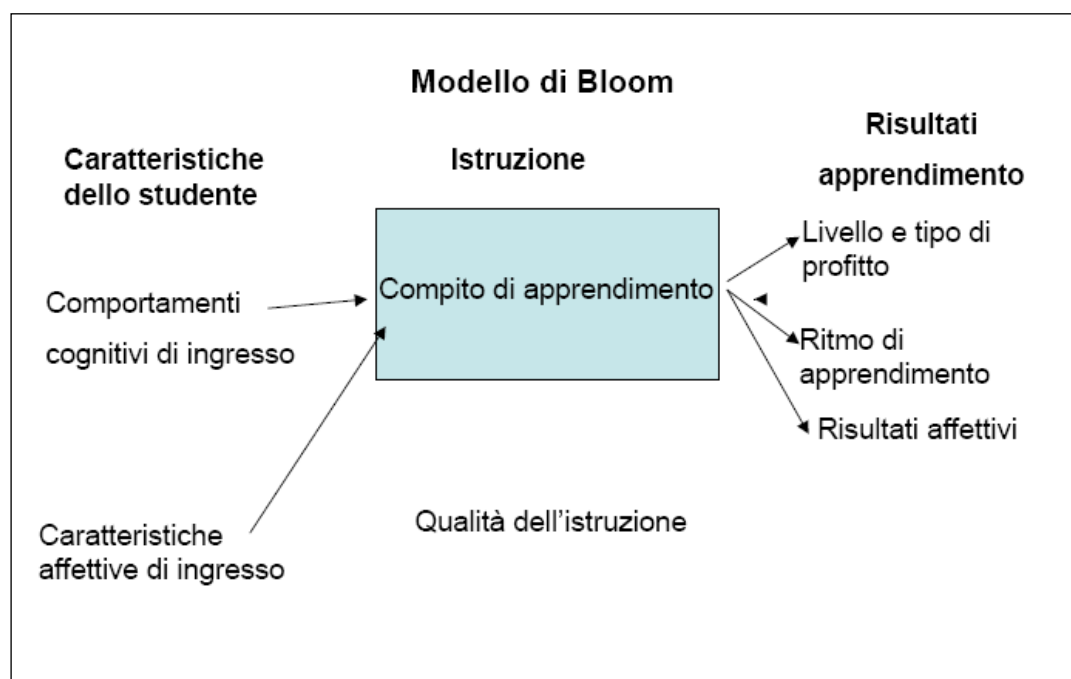 Modello di Bloom
Caratteristiche
dello studente
Istruzione
Risultati
apprendimento
Comportamenti
cognitivi di ingresso
Caratteristiche
affettive di ingresso
Compito di apprendimento
Qualità dell'istruzione
Livello e tipo di
profitto
Ritmo di
apprendimento
Risultati affettivi